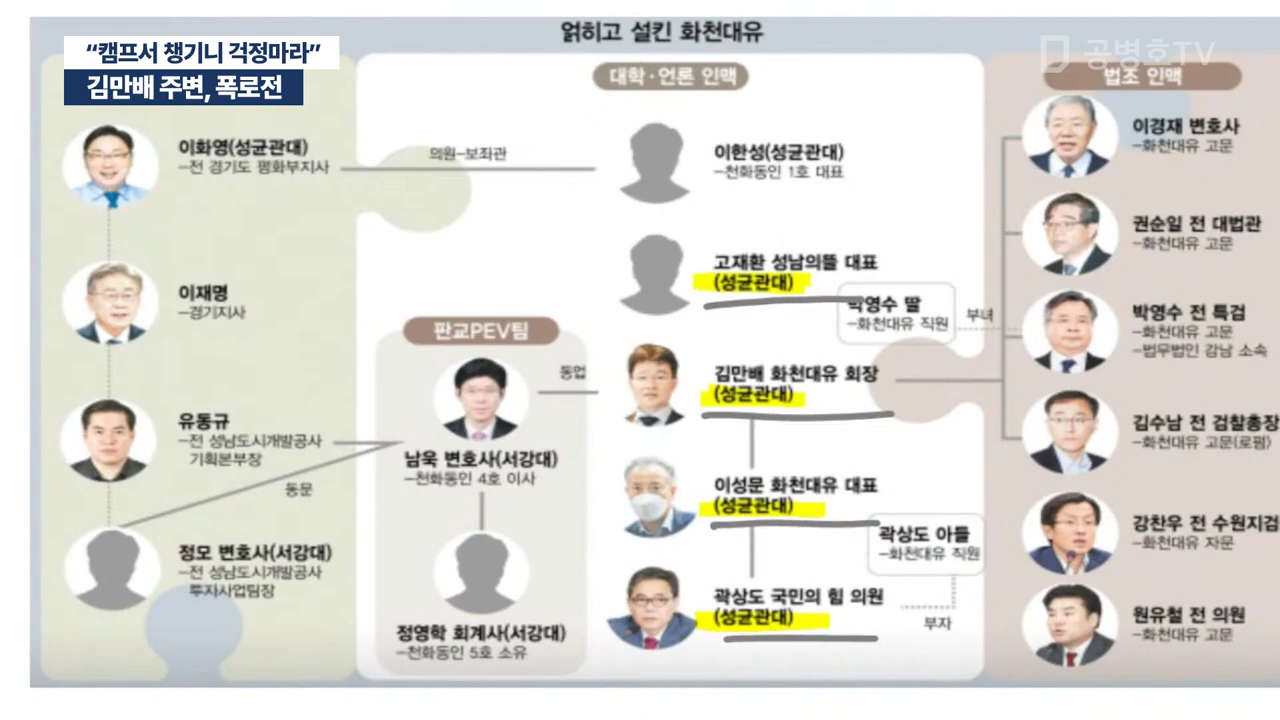 얽히고 설킨 화천대유
“캠프서 챙기니 걱정마라”
김만배 주변, 폭로전
공병호TV
이화영(성균관대)
–전 경기도 평화부지사
의원–보좌관
이재명
–경기지사
유동규
–전 성남도시개발공사
기획본부장
동문
정모 변호사(서강대)
–전 성남도시개발공사
투자사업팀장
판교PEV팀
동업
남욱 변호사(서강대)
–천화동인 4호 이사
정영학 회계사(서강대)
–천화동인 5호 소유
대학·언론 인맥
이한성(성균관대)
–천화동인 1호 대표
고재환 성남의뜰 대표
(성균관대)
박영수 딸
–화천대유 직원
부녀
김만배 화천대유 회장
(성균관대)
이성문 화천대유 대표
(성균관대)
곽상도 아들
–화천대유 직원
곽상도 국민의 힘 의원
(성균관대)
부자
법조 인맥
이경재 변호사
–화천대유 고문
권순일 전 대법관
–화천대유 고문
박영수 전 특검
–화천대유 고문
–법무법인 강남 소속
김수남 전 검찰총장
–화천대유 고문(로펌)
강찬우 전 수원지검
–화천대유 자문
원유철 전 의원
–화천대유 고문